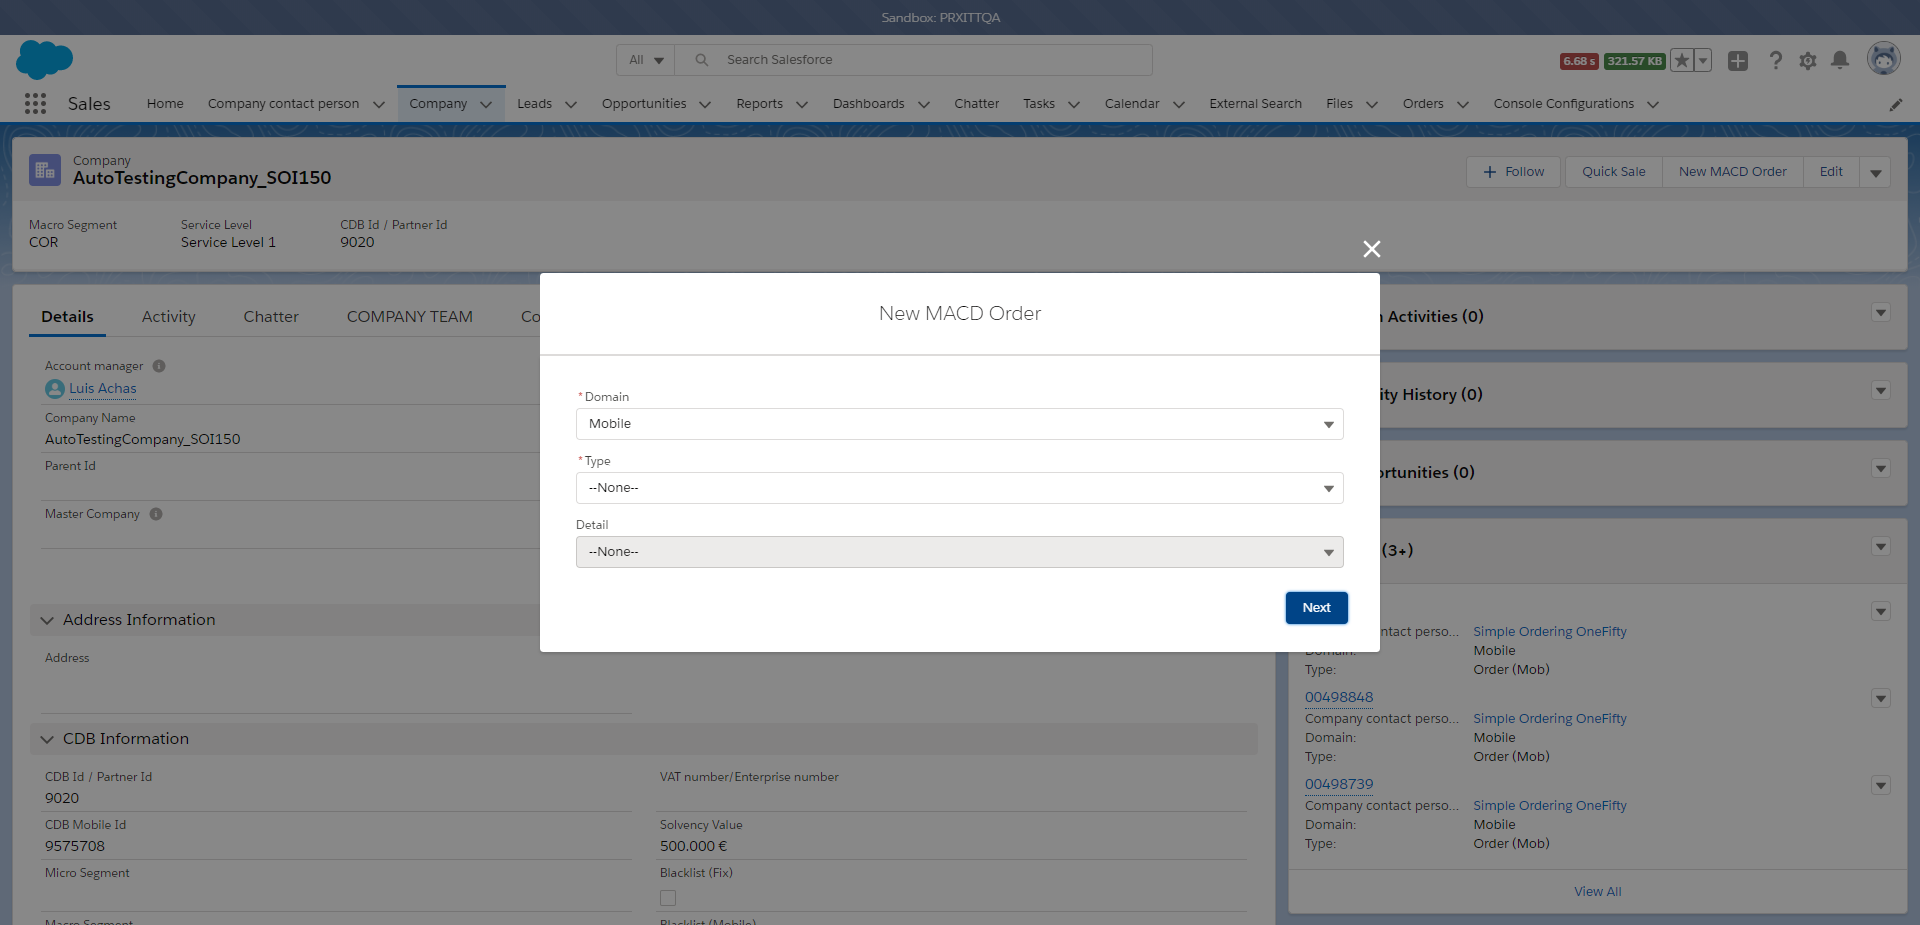 Sandbox: PRXITTQA
All
Search Salesforce
6.68 s
321.57 KB
Sales
Home
Company contact person
Company
Leads
Opportunities
Reports
Dashboards
Chatter
Tasks
Calendar
External Search
Files
Orders
Console Configurations
Company
AutoTestingCompany_SOI150
Follow
Quick Sale
New MACD Order
Edit
Macro Segment
COR
Service Level
Service Level 1
CDB Id / Partner Id
9020
Details
Activity
Chatter
COMPANY TEAM
Co
Account manager
Luis Achas
Company Name
AutoTestingCompany_SOI150
Parent Id
Master Company
Address Information
Address
CDB Information
CDB Id / Partner Id
9020
VAT number/Enterprise number
CDB Mobile Id
9575708
Solvency Value
500.000 €
Micro Segment
Blacklist (Fix)
Macro Segment
Blacklist (Mobile)
New MACD Order
*Domain
Mobile
*Type
--None--
Detail
--None--
Next
Activities (0)
ity History (0)
ortunities (0)
(3+)
ntact perso...
Simple Ordering OneFifty
Domain:
Mobile
Type:
Order (Mob)
00498848
Company contact perso...
Simple Ordering OneFifty
Domain:
Mobile
Type:
Order (Mob)
00498739
Company contact perso...
Simple Ordering OneFifty
Domain:
Mobile
Type:
Order (Mob)
View All